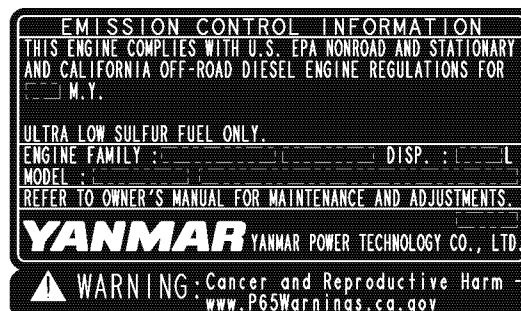 EMISSION CONTROL INFORMATION
THIS ENGINE COMPLIES WITH U.S. EPA NONROAD AND STATIONARY
AND CALIFORNIA OFF-ROAD DIESEL ENGINE REGULATIONS FOR
M.Y.
ULTRA LOW SULFUR FUEL ONLY.
ENGINE FAMILY : DISP. : L
MODEL :
REFER TO OWNER'S MANUAL FOR MAINTENANCE AND ADJUSTMENTS.
YANMAR YANMAR POWER TECHNOLOGY CO., LTD
WARNING: Cancer and Reproductive Harm -
www.P65Warnings.ca.gov